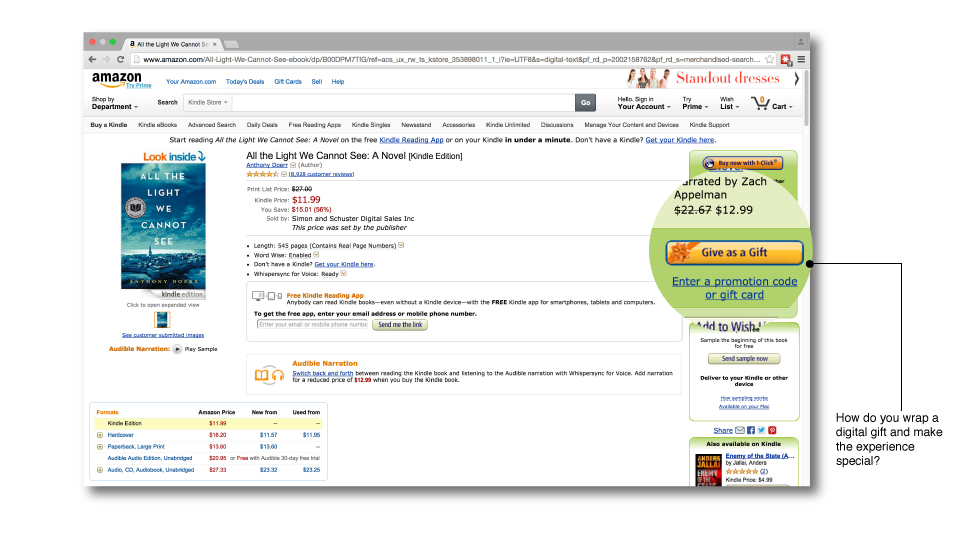 All the Light We Cannot Se
www.amazon.com/All-Light-We-Cannot-See-ebook/dp/B00DPM7TIG/ref=acs_ux_rw_ts_kstore_353898011_1_i?ie=UTF8&s=digital-text&pf_rd_p=2002158762&pf_rd_s=merchandised-search...
amazon
Try Prime
Your Amazon.com Today's Deals Gift Cards Sell Help
Standout dresses
Shop by
Department
Search Kindle Store Go
Hello. Sign in
Your Account
Try
Prime
Wish
List
0
Cart
Buy a Kindle Kindle eBooks Advanced Search Daily Deals Free Reading Apps Kindle Singles Newsstand Accessories Kindle Unlimited Discussions Manage Your Content and Devices Kindle Support
Start reading All the Light We Cannot See: A Novel on the free Kindle Reading App or on your Kindle in under a minute. Don't have a Kindle? Get your Kindle here.
Look inside
ALL THE
LIGHT
WE
CANNOT
SEE
ANTHONY DOERR
kindle edition
Click to open expanded view
See customer submitted images
Audible Narration: Play Sample
All the Light We Cannot See: A Novel [Kindle Edition]
Anthony Doerr (Author)
(8,928 customer reviews)
Print List Price: $27.00
Kindle Price: $11.99
You Save: $15.01 (56%)
Sold by: Simon and Schuster Digital Sales Inc
This price was set by the publisher
• Length: 545 pages (Contains Real Page Numbers)
• Word Wise: Enabled
• Don't have a Kindle? Get your Kindle here.
• Whispersync for Voice: Ready
Free Kindle Reading App
Anybody can read Kindle books—even without a Kindle device—with the FREE Kindle app for smartphones, tablets and computers.
To get the free app, enter your email address or mobile phone number.
Enter your email or mobile phone numbe Send me the link
Audible Narration
Switch back and forth between reading the Kindle book and listening to the Audible narration with Whispersync for Voice. Add narration
for a reduced price of $12.99 when you buy the Kindle book.
Formats Amazon Price New from Used from
Kindle Edition $11.99 -- --
Hardcover $16.20 $11.57 $11.95
Paperback, Large Print $13.60 $13.60 --
Audible Audio Edition, Unabridged $20.95 or Free with Audible 30-day free trial
Audio, CD, Audiobook, Unabridged $27.33 $23.32 $23.25
Buy now with 1-Click®
Narrated by Zach
Appelman
$22.67 $12.99
Give as a Gift
Enter a promotion code
or gift card
Add to Wish Li
Free
Sample the beginning of this book
for free
Send sample now
Deliver to your Kindle or other
device
How sampling works
Available on your Mac
Share
Also available on Kindle
ANDERS
JALLAI
ENEMY
OF THE
Enemy of the State (A...
by Jallai, Anders
(2)
Kindle Price: $4.99
How do you wrap a
digital gift and make
the experience
special?